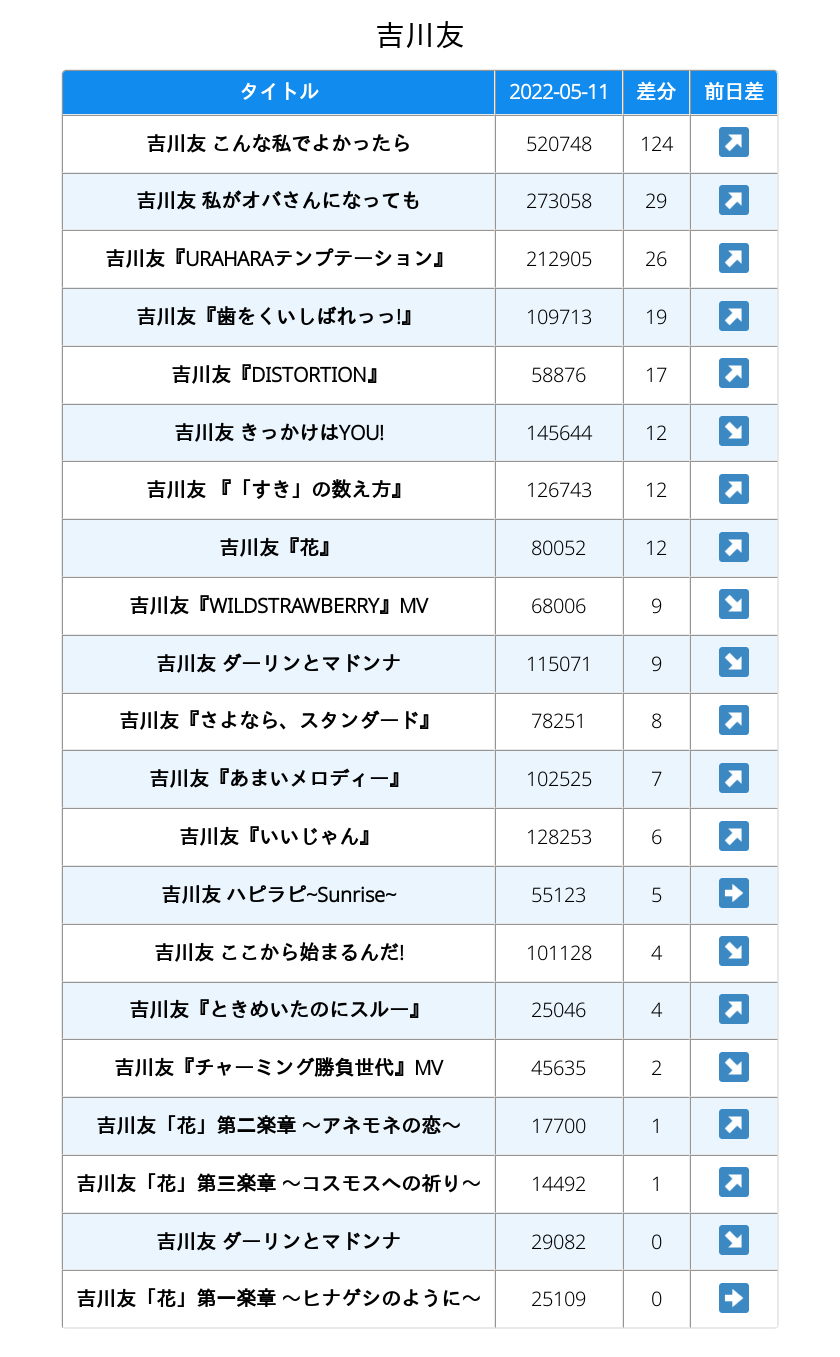 吉川友
タイトル 2022-05-11 差分 前日差
吉川友 こんな私でよかったら 520748 124 ↗
吉川友 私がオバさんになっても 273058 29 ↗
吉川友『URAHARAテンプテーション』 212905 26 ↗
吉川友『歯をくいしばれっっ!』 109713 19 ↗
吉川友『DISTORTION』 58876 17 ↗
吉川友 きっかけはYOU! 145644 12 ↘
吉川友 『「すき」の数え方』 126743 12 ↗
吉川友『花』 80052 12 ↗
吉川友『WILDSTRAWBERRY』MV 68006 9 ↘
吉川友 ダーリンとマドンナ 115071 9 ↘
吉川友『さよなら、スタンダード』 78251 8 ↗
吉川友『あまいメロディー』 102525 7 ↗
吉川友『いいじゃん』 128253 6 ↗
吉川友 ハピラピ~Sunrise~ 55123 5 ➡
吉川友 ここから始まるんだ! 101128 4 ↘
吉川友『ときめいたのにスルー』 25046 4 ↗
吉川友『チャーミング勝負世代』MV 45635 2 ↘
吉川友「花」第二楽章 〜アネモネの恋〜 17700 1 ↗
吉川友「花」第三楽章 〜コスモスへの祈り〜 14492 1 ↗
吉川友 ダーリンとマドンナ 29082 0 ↘
吉川友「花」第一楽章 〜ヒナゲシのように〜 25109 0 ➡